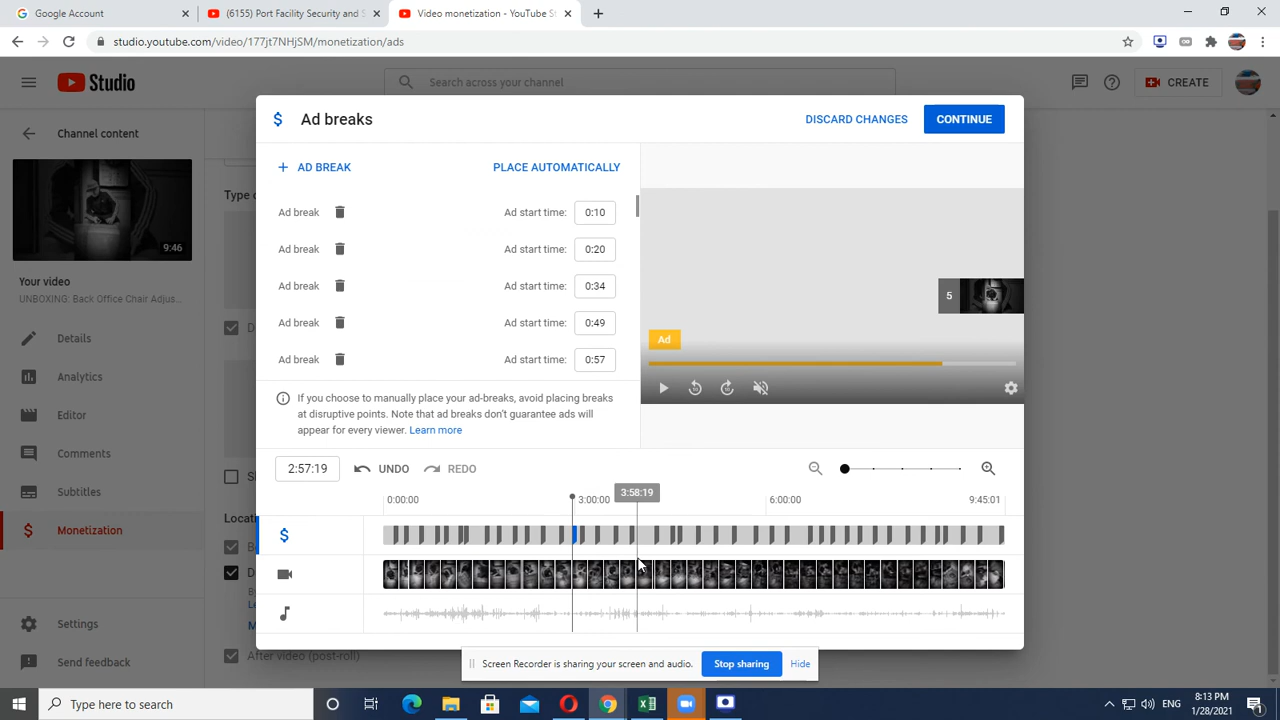 Google Account
(6155) Port Facility Security and S
Video monetization - YouTube St
studio.youtube.com/video/177jt7NHjSM/monetization/ads
Studio
Search across your channel
CREATE
Channel content
9:46
Your video
UNBOXING: Back Office Chair Adjus...
Details
Analytics
Editor
Comments
Subtitles
Monetization
Settings
Send feedback
Type o
D
Sk
Locat
B
D
B
Le
M
After video (post-roll)
Ad breaks
DISCARD CHANGES
CONTINUE
AD BREAK
PLACE AUTOMATICALLY
Ad break Ad start time: 0:10
Ad break Ad start time: 0:20
Ad break Ad start time: 0:34
Ad break Ad start time: 0:49
Ad break Ad start time: 0:57
If you choose to manually place your ad-breaks, avoid placing breaks
at disruptive points. Note that ad breaks don't guarantee ads will
appear for every viewer. Learn more
5
Ad
2:57:19 UNDO REDO
3:58:19
0:00:00 3:00:00 6:00:00 9:45:01
Screen Recorder is sharing your screen and audio. Stop sharing Hide
Type here to search
ENG
8:13 PM
1/28/2021